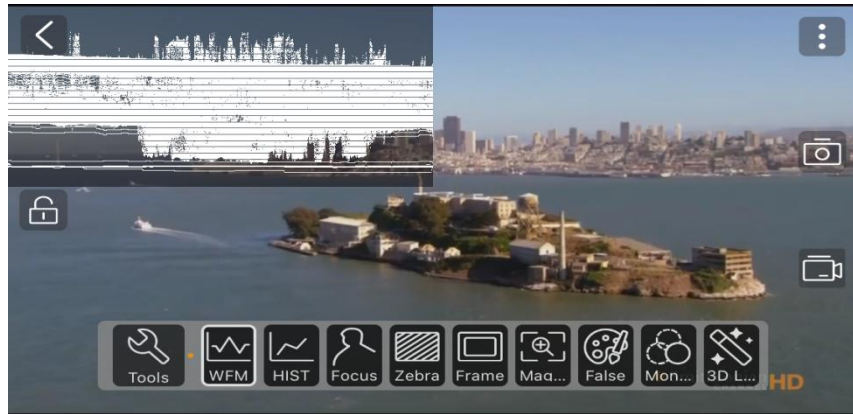 Tools
WFM
HIST
Focus
Zebra
Frame
Mag...
False
Mon...
3D L...
HD